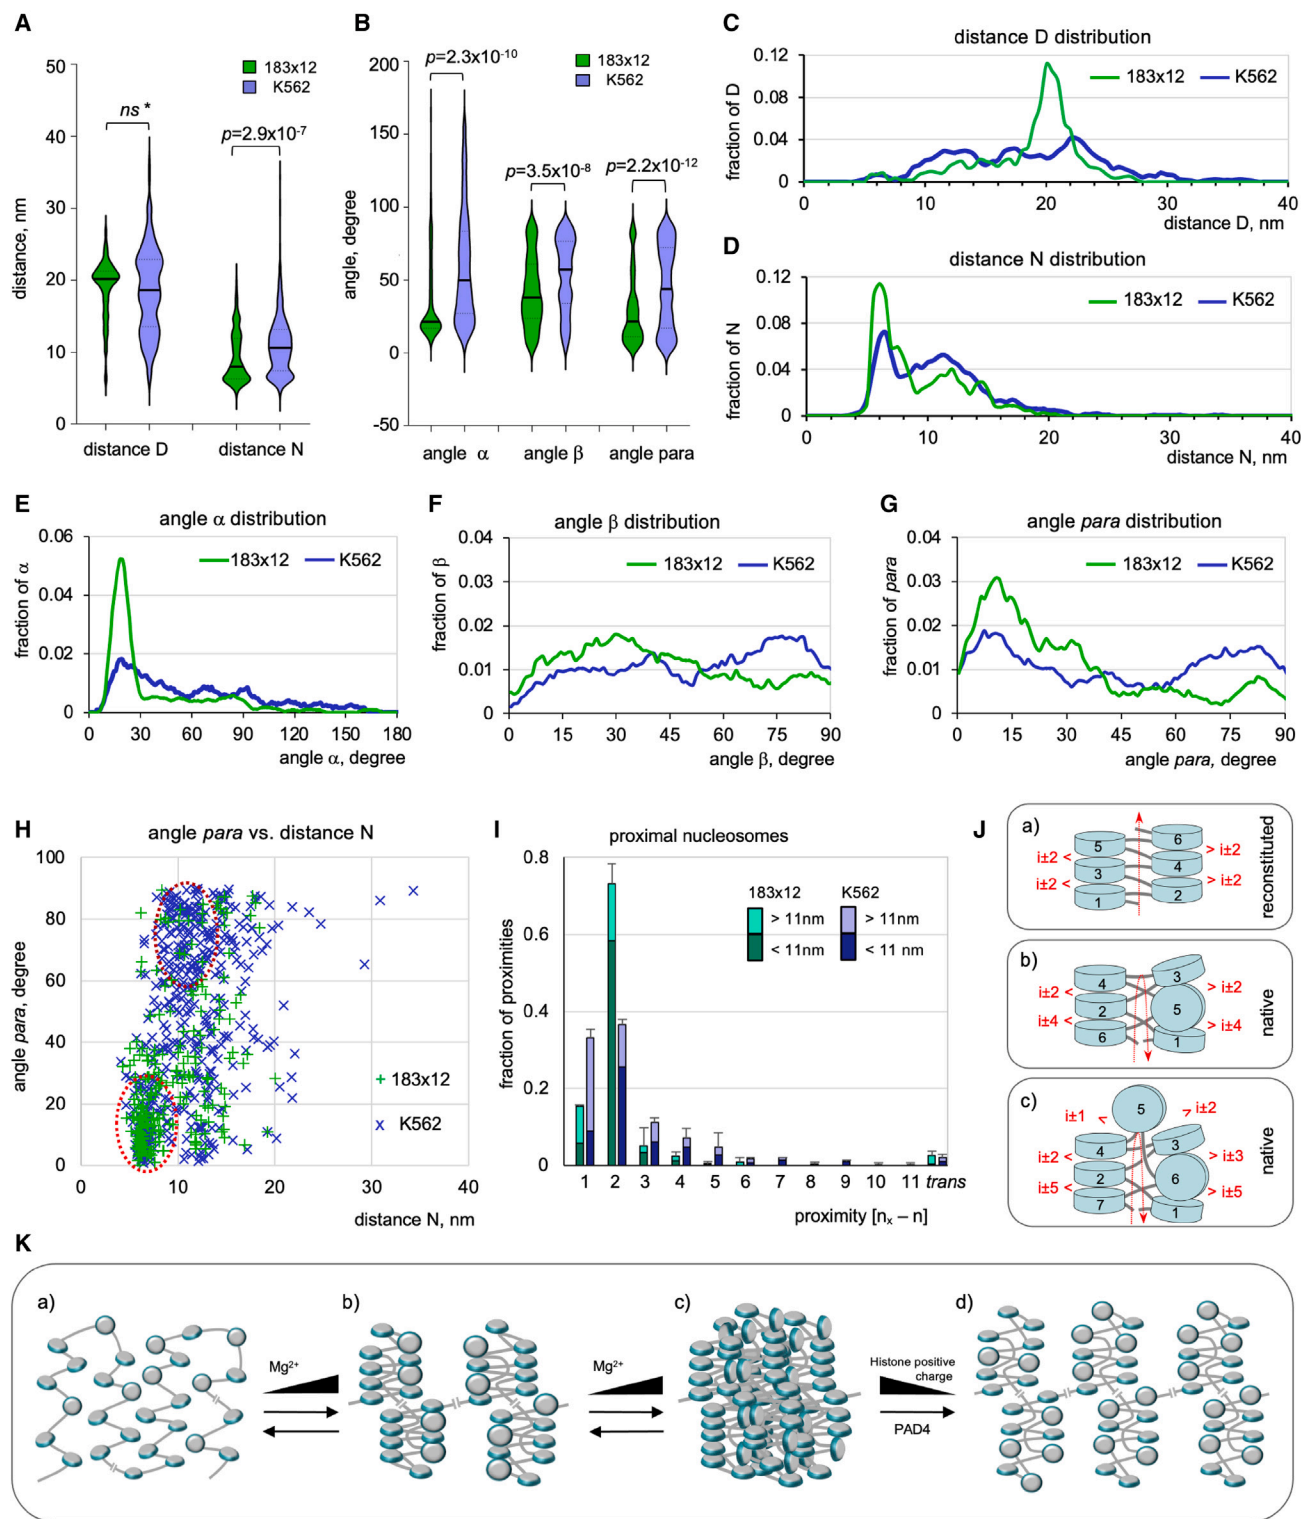 A
50
40
30
20
10
0
distance, nm
183x12
K562
ns *
p=2.9x10-7
distance D
distance N
B
200
150
100
50
0
-50
angle, degree
p=2.3x10-10
183x12
K562
p=3.5x10-8
p=2.2x10-12
angle α
angle β
angle para
C
distance D distribution
0.12
0.08
0.04
0
fraction of D
183x12
K562
0 10 20 30 40
distance D, nm
D
distance N distribution
0.12
0.08
0.04
0
fraction of N
183x12
K562
0 10 20 30 40
distance N, nm
E
angle α distribution
0.06
0.04
0.02
0
fraction of α
183x12
K562
0 30 60 90 120 150 180
angle α, degree
F
angle β distribution
0.04
0.03
0.02
0.01
0
fraction of β
183x12
K562
0 15 30 45 60 75 90
angle β, degree
G
angle para distribution
0.04
0.03
0.02
0.01
0
fraction of para
183x12
K562
0 15 30 45 60 75 90
angle para, degree
H
angle para vs. distance N
100
80
60
40
20
0
angle para, degree
183x12
K562
0 10 20 30 40
distance N, nm
I
proximal nucleosomes
0.8
0.6
0.4
0.2
0
fraction of proximities
183x12 K562
> 11nm > 11nm
< 11nm < 11 nm
1 2 3 4 5 6 7 8 9 10 11 trans
proximity [nx – n]
J
a)
5 6
i±2 < > i±2
3 4
i±2 < > i±2
1 2
reconstituted
b)
4 3
i±2 < > i±2
2 5
i±4 < > i±4
6 1
native
c)
5
i±1 i±2
4 3
i±2 < > i±3
2 6
i±5 < > i±5
7 1
native
K
a)
Mg2+
b)
Mg2+
c)
Histone positive
charge
PAD4
d)